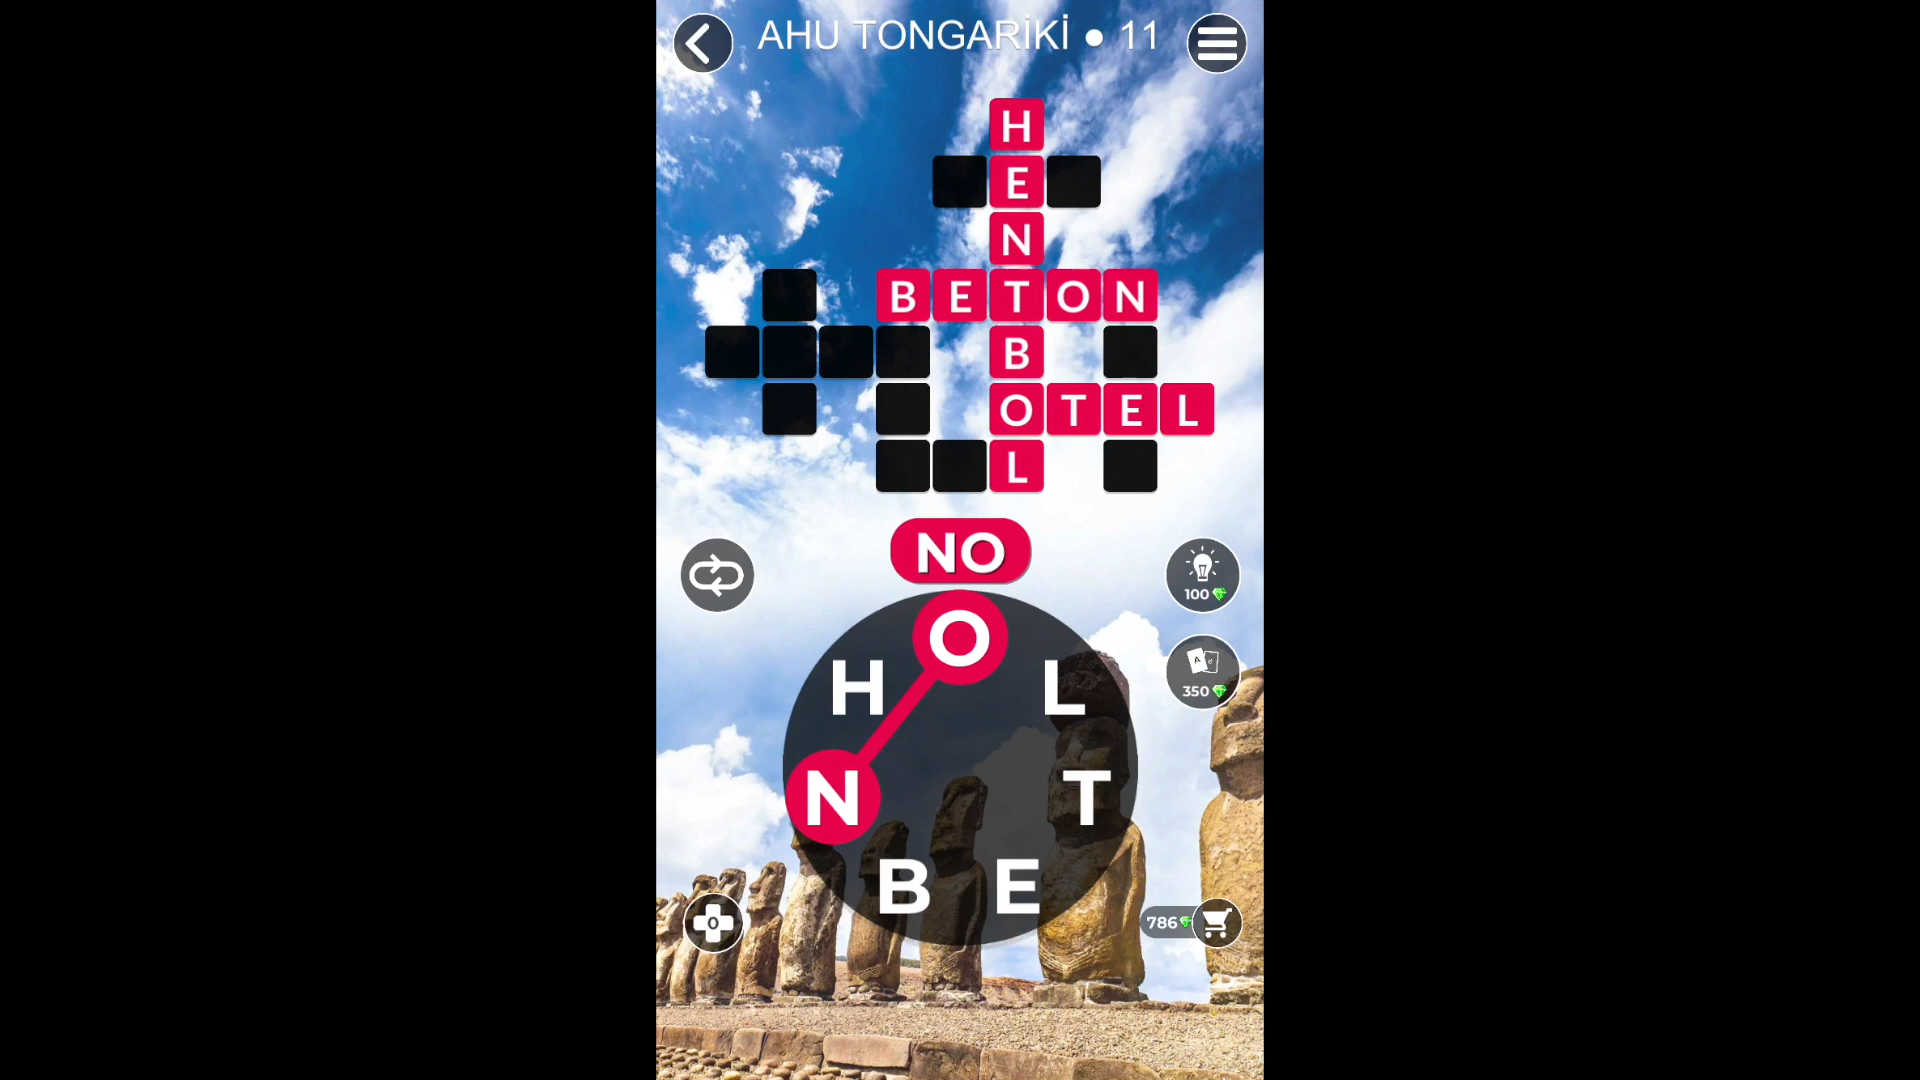 AHU TONGARİKİ ● 11
H
E
N
BETON
B
OTEL
L
NO
O
H
L
N
T
B
E
100
A
350
0
786